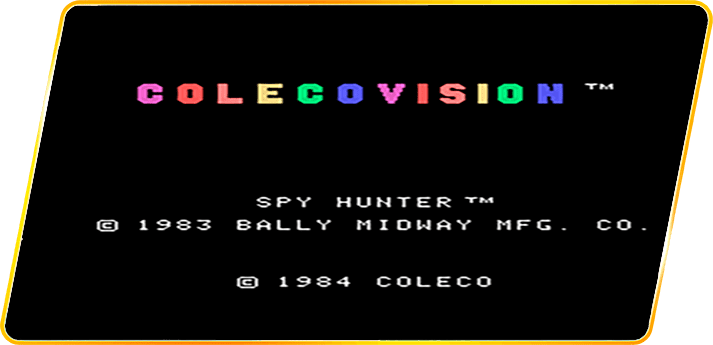 COLECOVISION™
SPY HUNTER™
© 1983 BALLY MIDWAY MFG. CO.
© 1984 COLECO